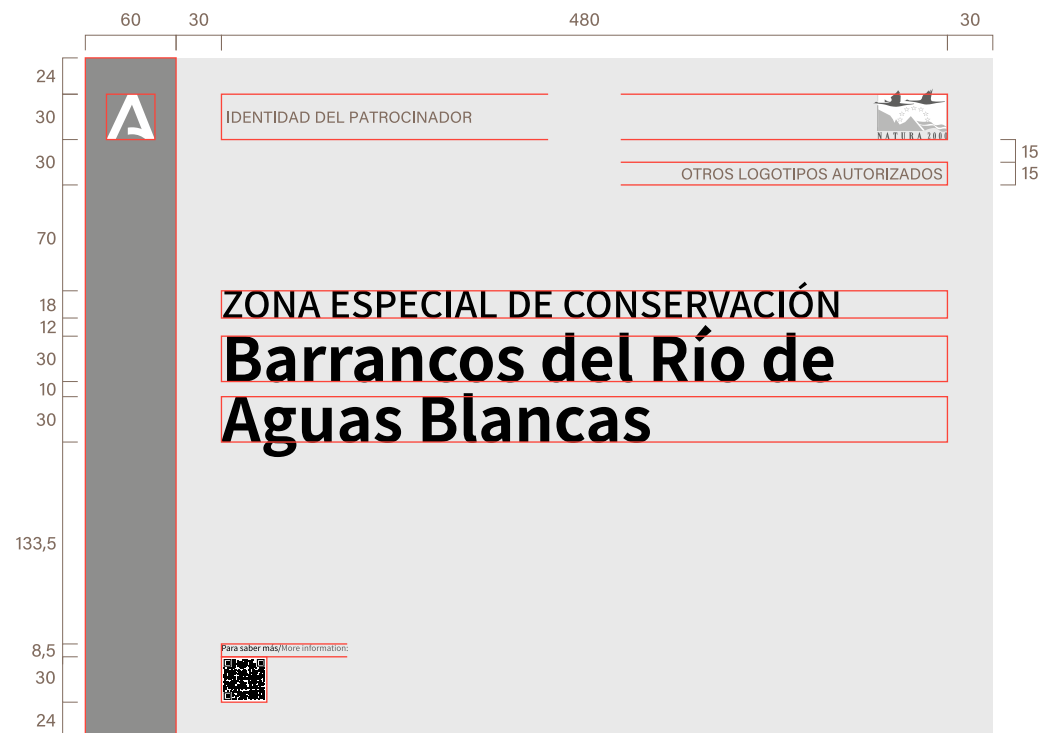 60 30 480 30
24
30
30
70
18
12
30
10
30
133,5
8,5
30
24
15
15
IDENTIDAD DEL PATROCINADOR
NATURA 2000
OTROS LOGOTIPOS AUTORIZADOS
ZONA ESPECIAL DE CONSERVACIÓN
Barrancos del Río de
Aguas Blancas
Para saber más/More information: